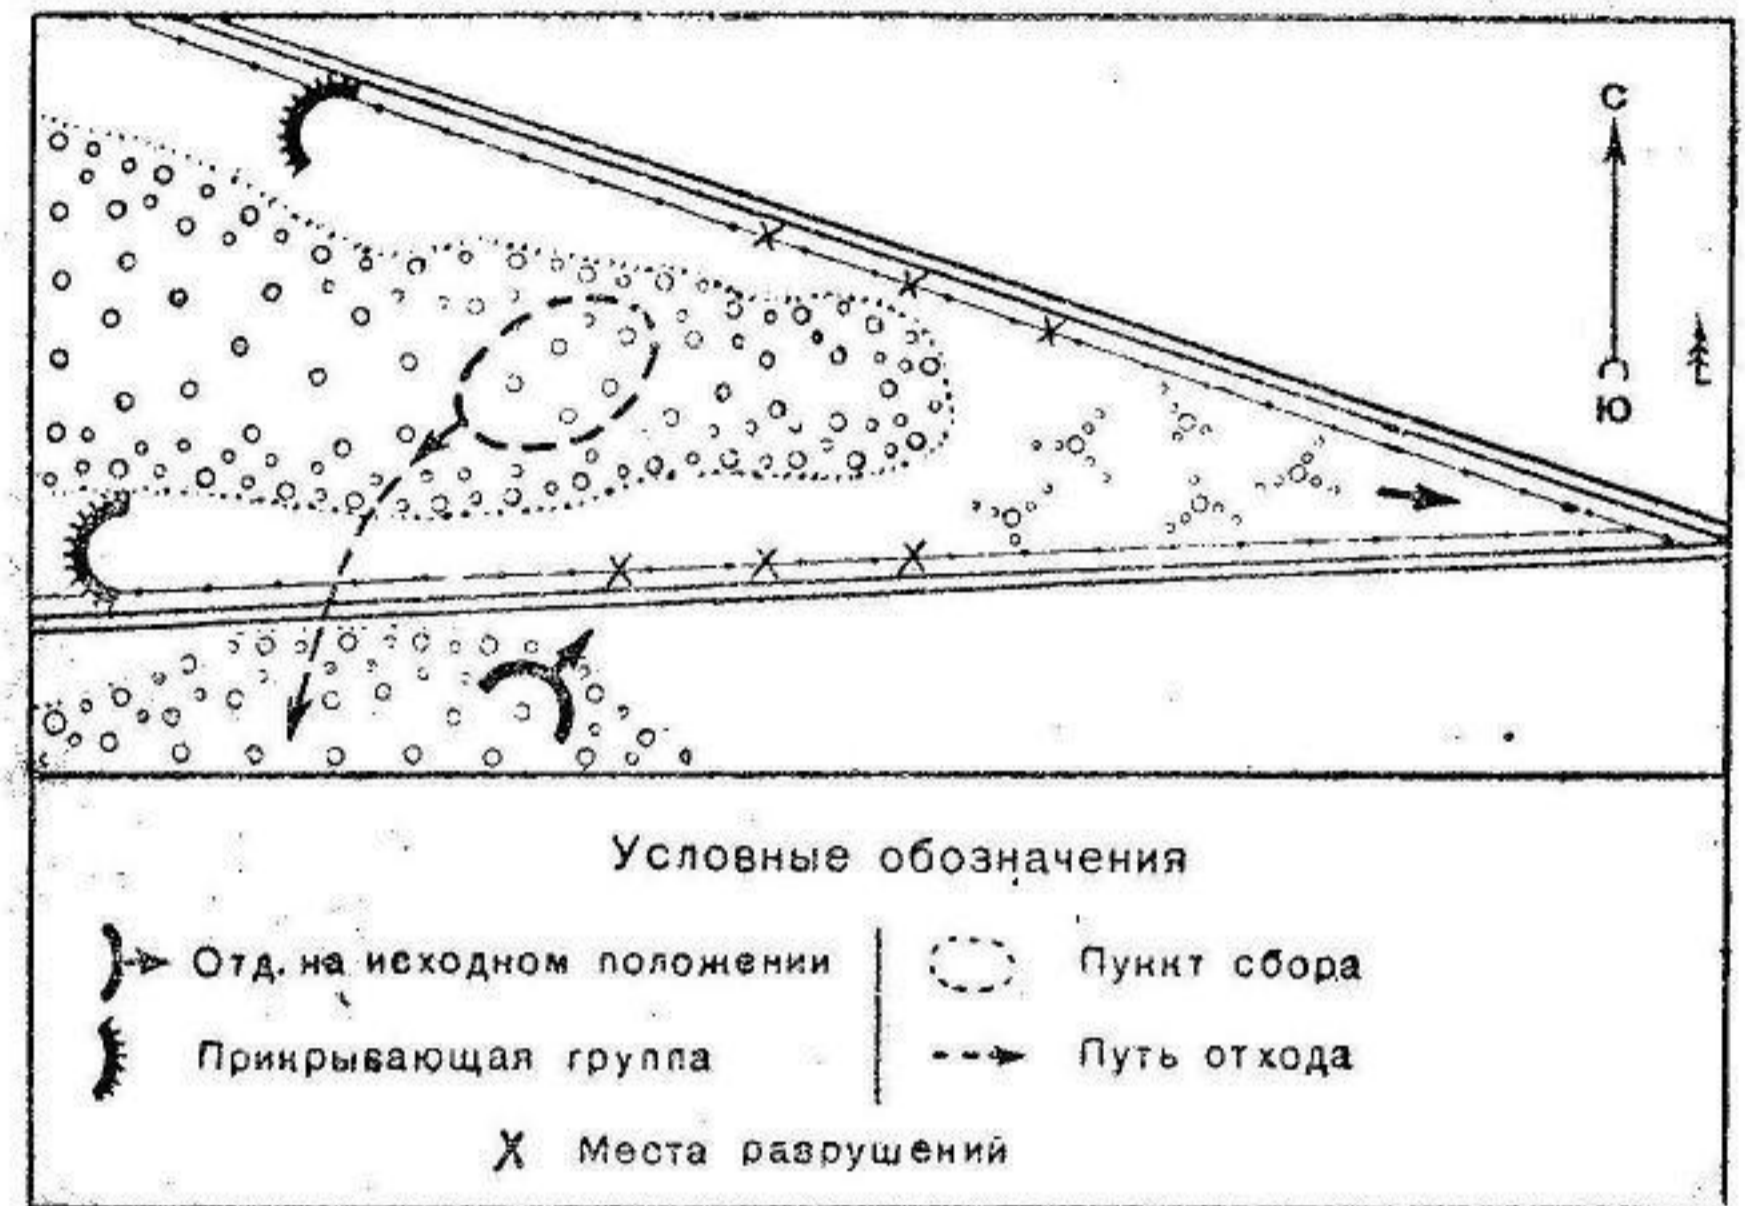 С
Ю
Условные обозначения
Отд. на исходном положении
Пункт сбора
Прикрывающая группа
Путь отхода
Места разрушений